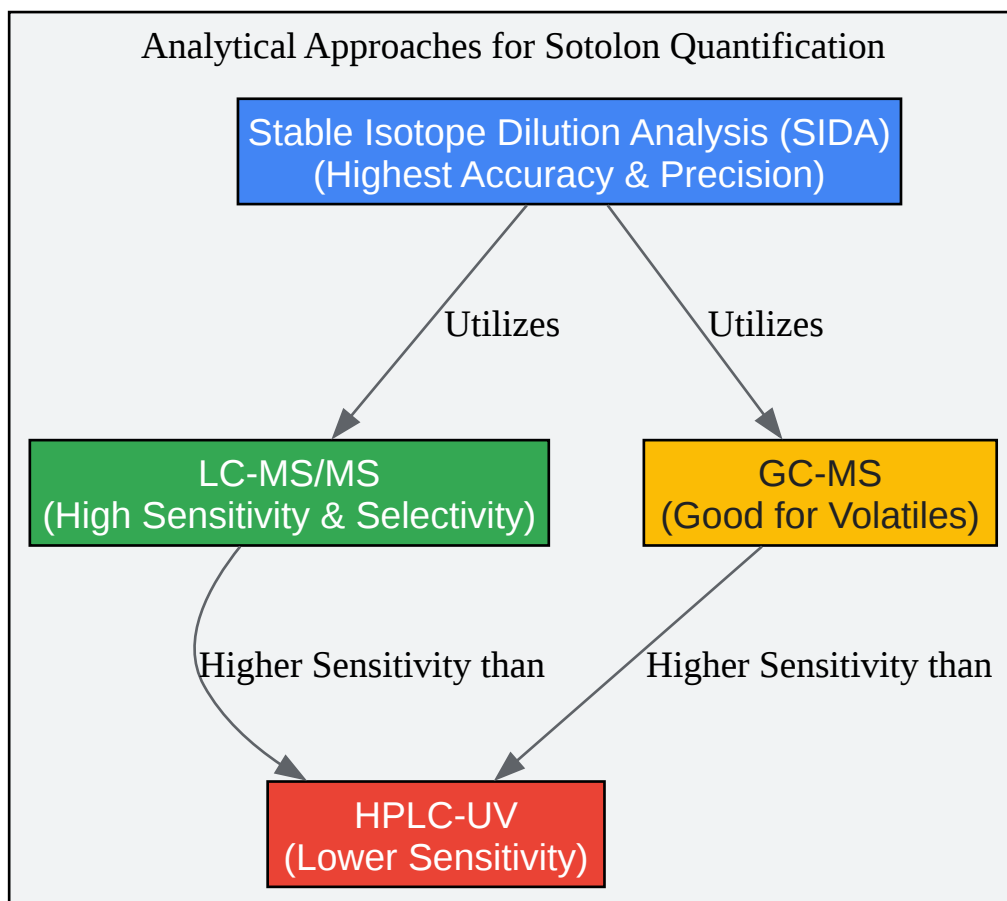 Analytical Approaches for Sotolon Quantification
Stable Isotope Dilution Analysis (SIDA)
(Highest Accuracy & Precision)
Utilizes
Utilizes
LC-MS/MS
(High Sensitivity & Selectivity)
GC-MS
(Good for Volatiles)
Higher Sensitivity than
Higher Sensitivity than
HPLC-UV
(Lower Sensitivity)